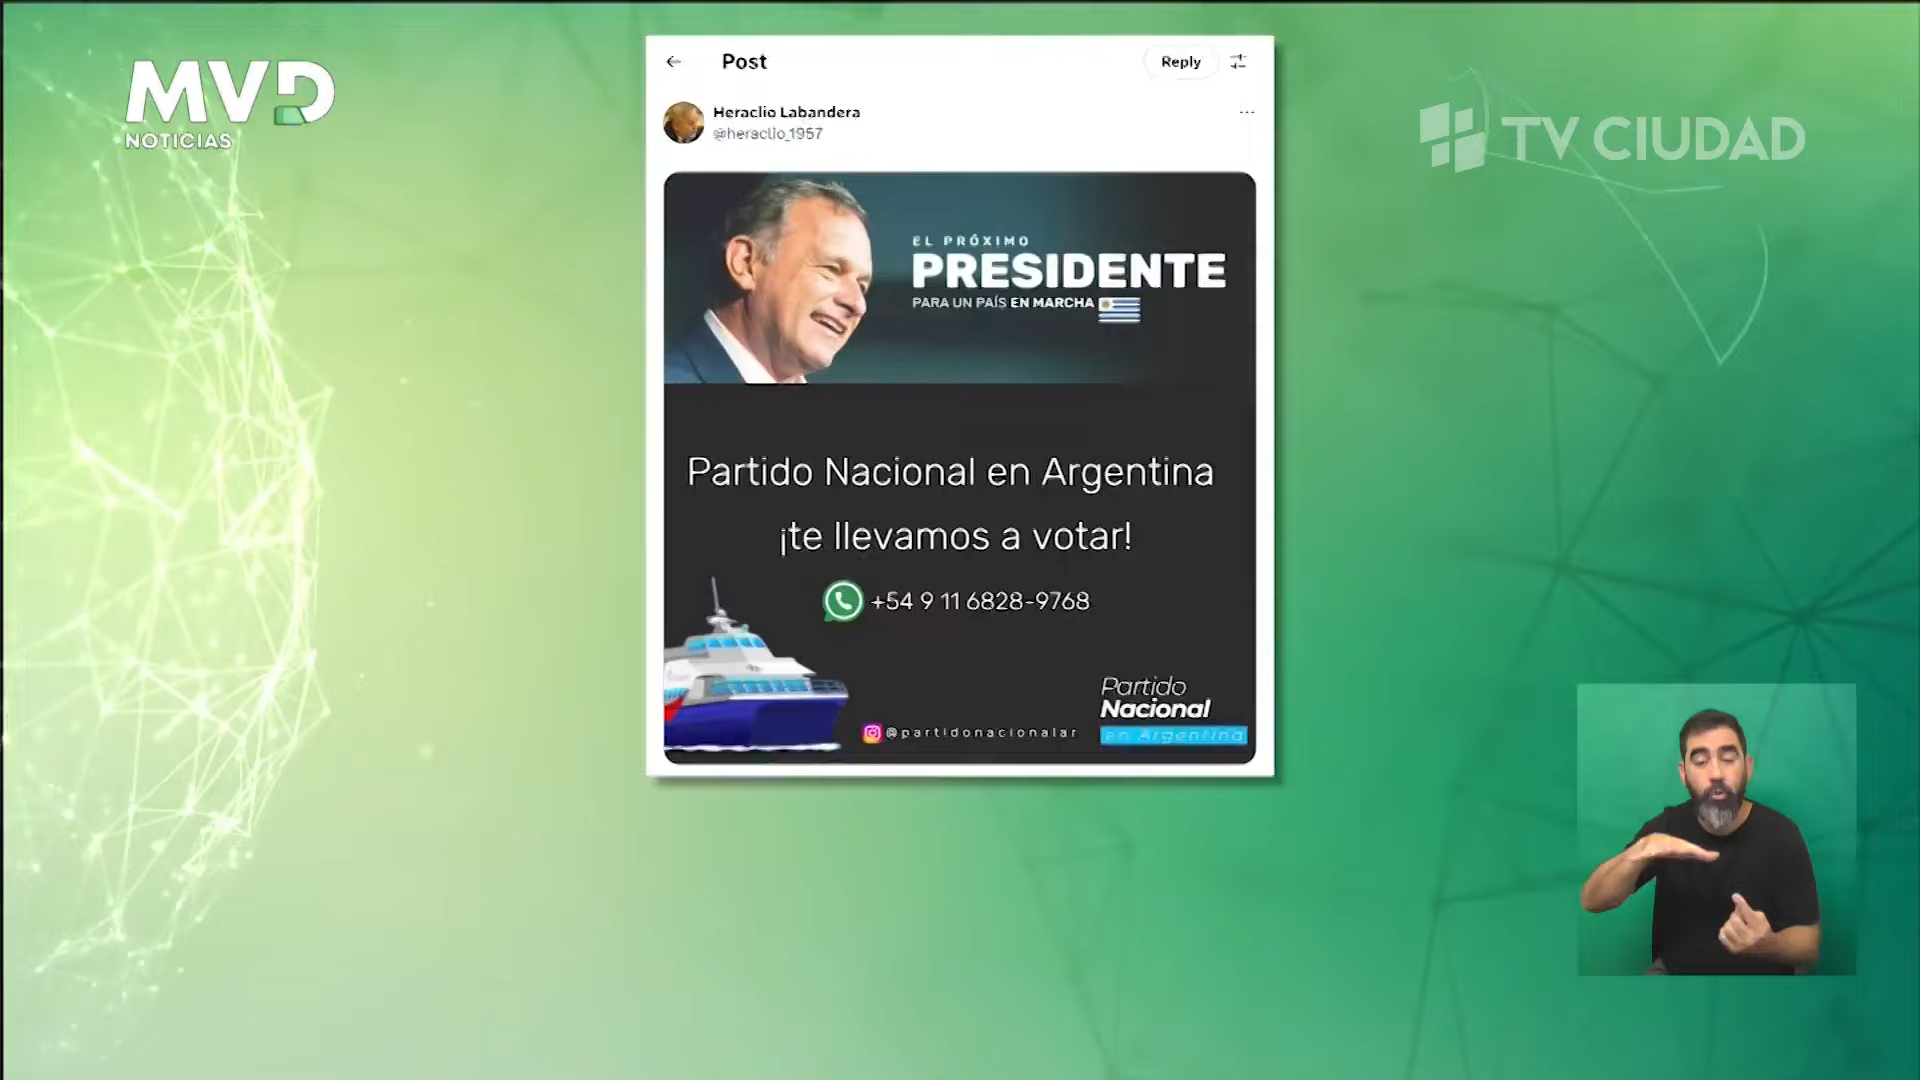 MVD
NOTICIAS
TV CIUDAD
Post
Reply
Heraclio Labandera
@heraclio_1957
EL PRÓXIMO
PRESIDENTE
PARA UN PAÍS EN MARCHA
Partido Nacional en Argentina
¡te llevamos a votar!
+54 9 11 6828-9768
@partidonacionalar
Partido
Nacional
en Argentina